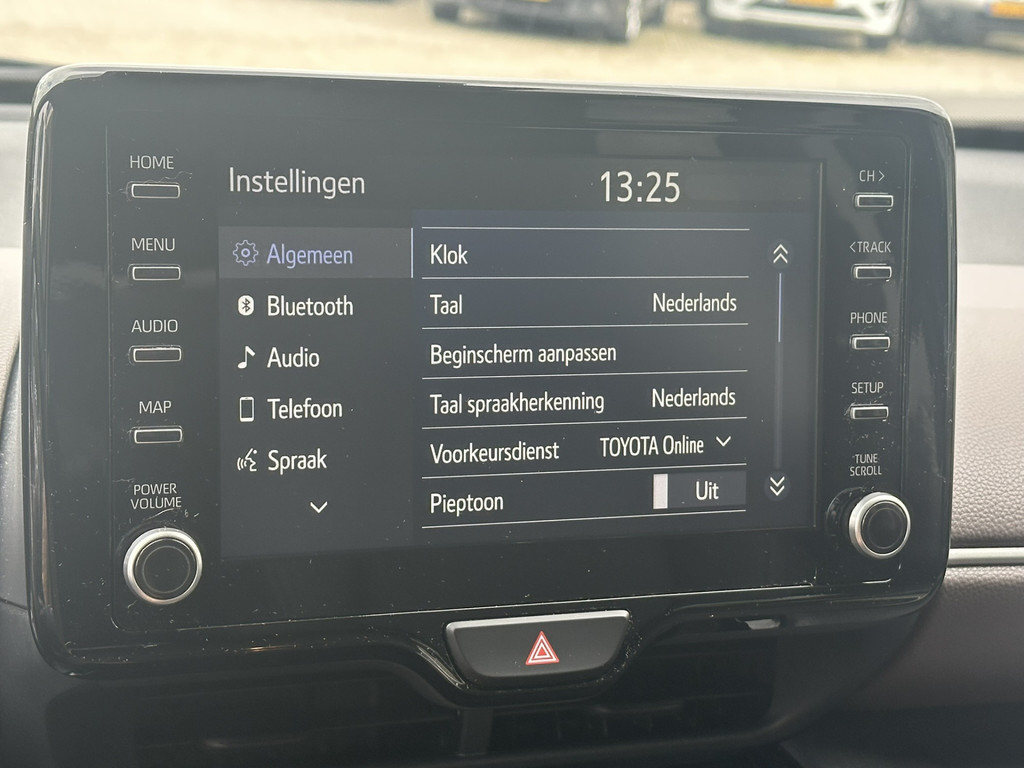 HOME
MENU
AUDIO
MAP
POWER
VOLUME
Instellingen
13:25
Algemeen
Bluetooth
Audio
Telefoon
Spraak
Klok
Taal Nederlands
Beginscherm aanpassen
Taal spraakherkenning Nederlands
Voorkeursdienst TOYOTA Online
Pieptoon Uit
CH >
< TRACK
PHONE
SETUP
TUNE
SCROLL